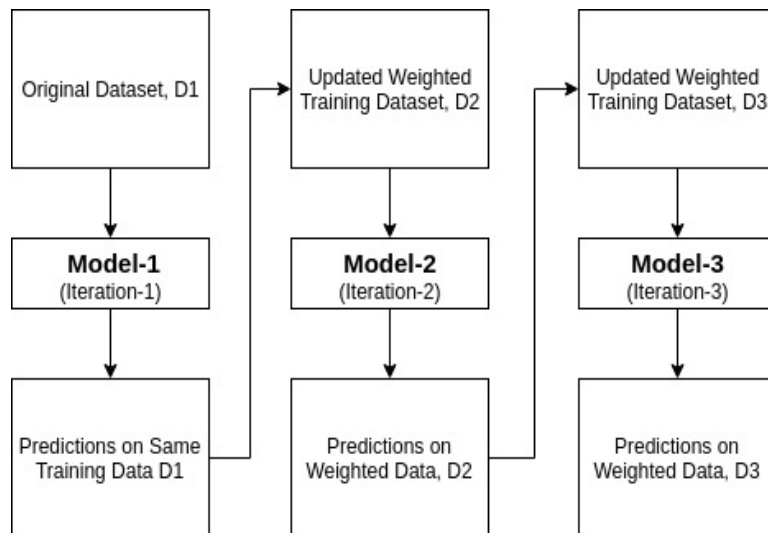 Original Dataset, D1
Model-1
(Iteration-1)
Predictions on Same
Training Data D1
Updated Weighted
Training Dataset, D2
Model-2
(Iteration-2)
Predictions on
Weighted Data, D2
Updated Weighted
Training Dataset, D3
Model-3
(Iteration-3)
Predictions on
Weighted Data, D3